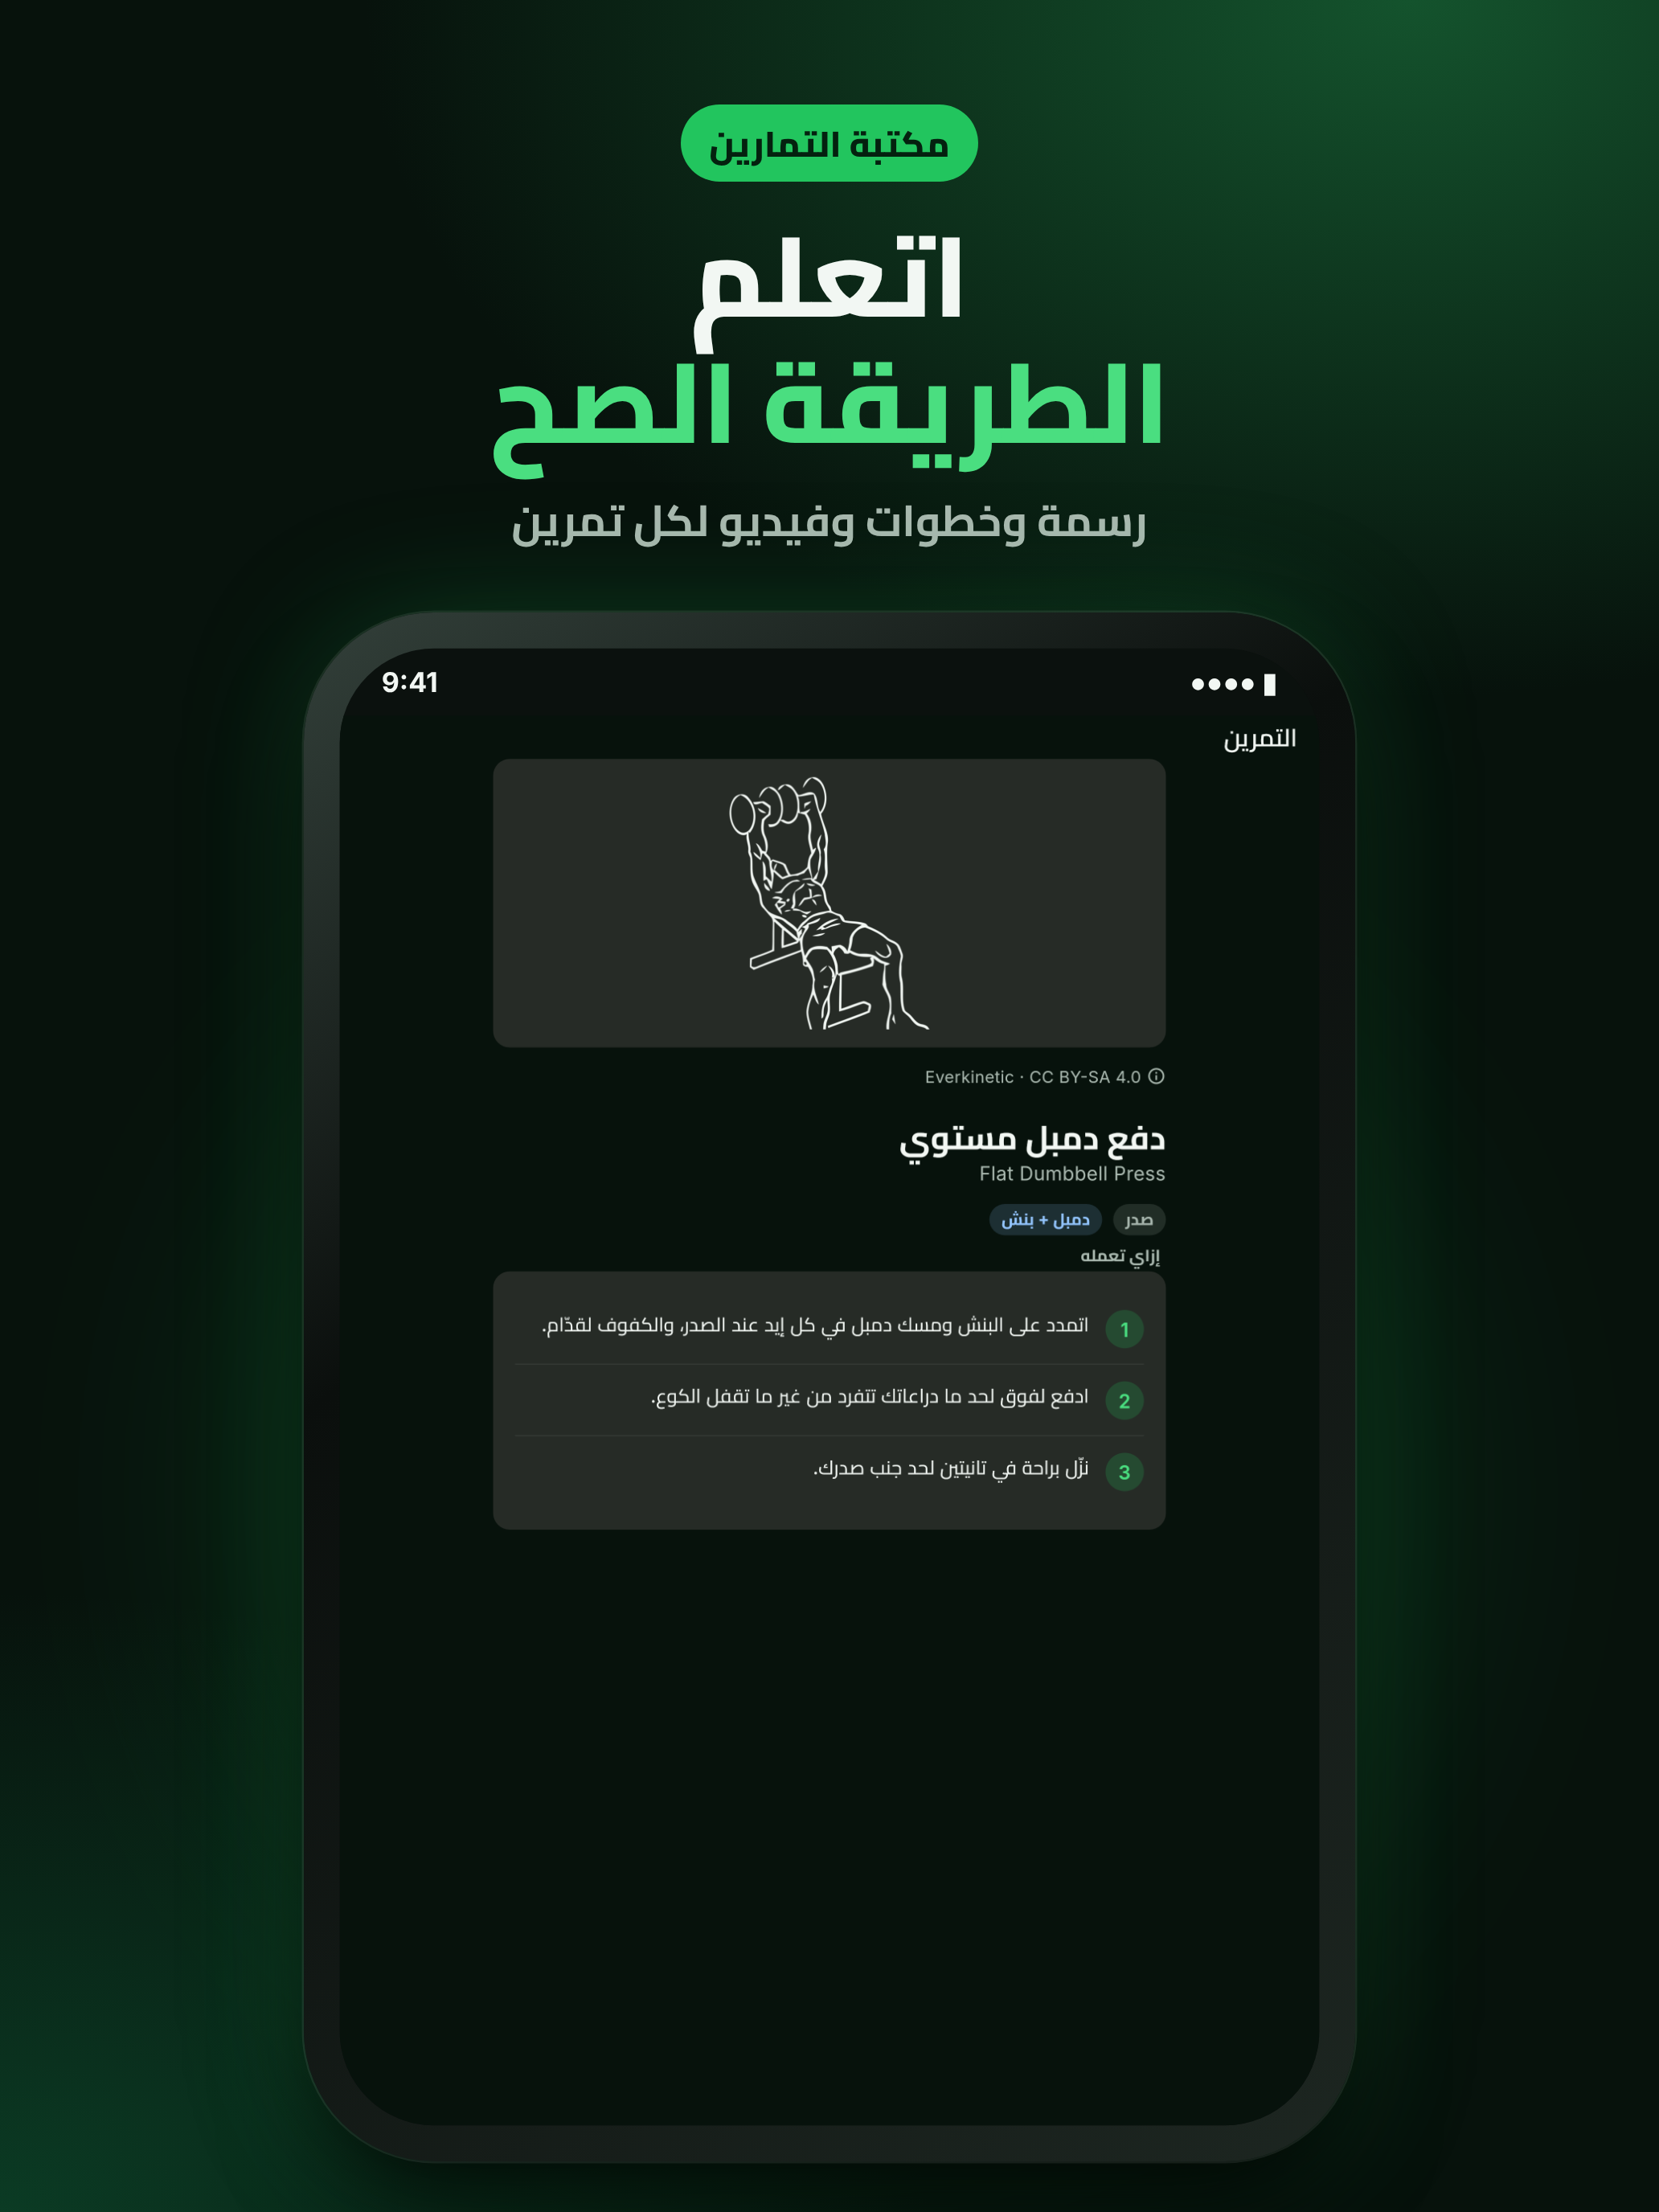 مكتبة التمارين
اتعلم
الطريقة الصح
رسمة وخطوات وفيديو لكل تمرين
9:41
التمرين
Everkinetic · CC BY-SA 4.0
دفع دمبل مستوي
Flat Dumbbell Press
صدر
دمبل + بنش
إزاي تعمله
1 اتمدد على البنش ومسك دمبل في كل إيد عند الصدر، والكفوف لقدّام.
2 ادفع لفوق لحد ما دراعاتك تتفرد من غير ما تقفل الكوع.
3 نزّل براحة في تانيتين لحد جنب صدرك.